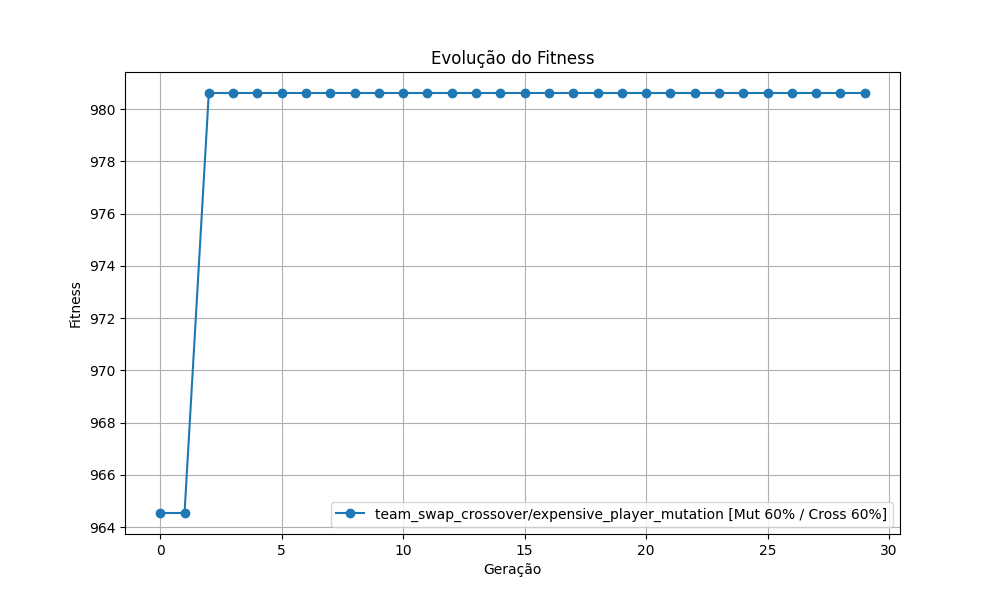 Evolução do Fitness
Fitness
980
978
976
974
972
970
968
966
964
team_swap_crossover/expensive_player_mutation [Mut 60% / Cross 60%]
0 5 10 15 20 25 30
Geração